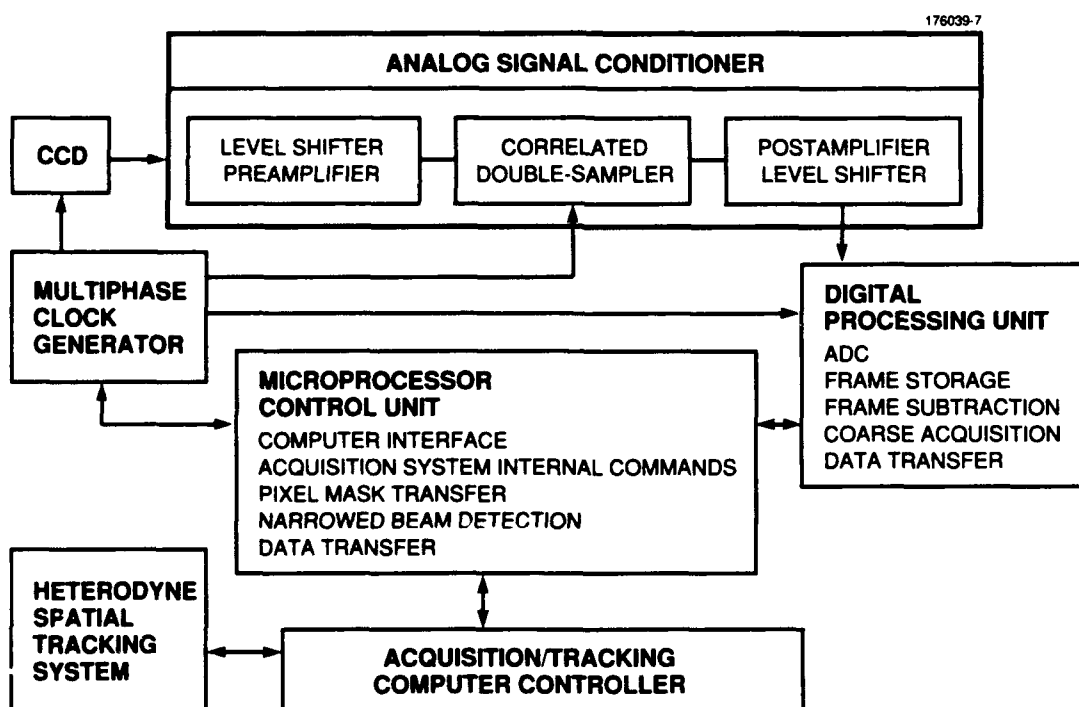 176039-7
ANALOG SIGNAL CONDITIONER
CCD
LEVEL SHIFTER
PREAMPLIFIER
CORRELATED
DOUBLE-SAMPLER
POSTAMPLIFIER
LEVEL SHIFTER
MULTIPHASE
CLOCK
GENERATOR
DIGITAL
PROCESSING UNIT
ADC
FRAME STORAGE
FRAME SUBTRACTION
COARSE ACQUISITION
DATA TRANSFER
MICROPROCESSOR
CONTROL UNIT
COMPUTER INTERFACE
ACQUISITION SYSTEM INTERNAL COMMANDS
PIXEL MASK TRANSFER
NARROWED BEAM DETECTION
DATA TRANSFER
HETERODYNE
SPATIAL
TRACKING
SYSTEM
ACQUISITION/TRACKING
COMPUTER CONTROLLER